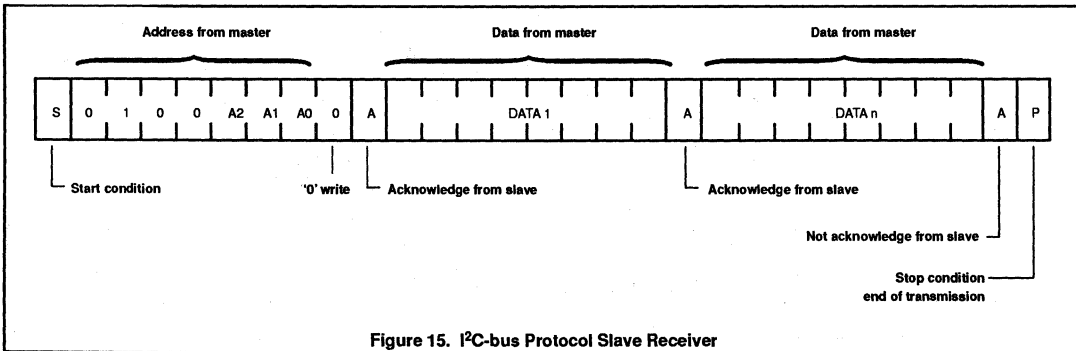 Address from master Data from master Data from master
S 0 1 0 0 A2 A1 A0 0 A DATA 1 A DATA n A P
Start condition '0' write Acknowledge from slave Acknowledge from slave
Not acknowledge from slave
Stop condition
end of transmission
Figure 15. I²C-bus Protocol Slave Receiver